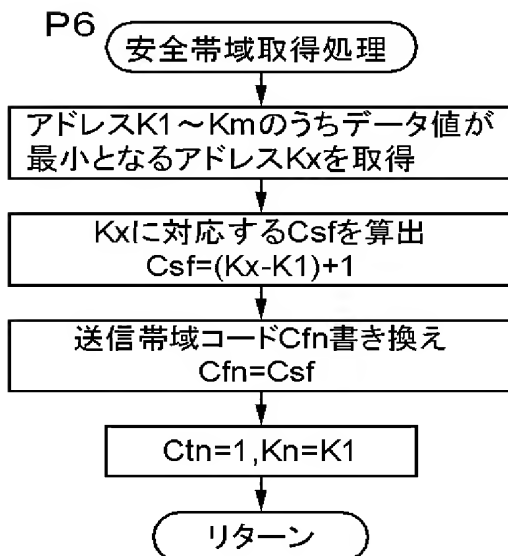 P6
安全帯域取得処理
アドレスK1～Kmのうちデータ値が
最小となるアドレスKxを取得
Kxに対応するCsfを算出
Csf=(Kx-K1)+1
送信帯域コードCfn書き換え
Cfn=Csf
Ctn=1,Kn=K1
リターン